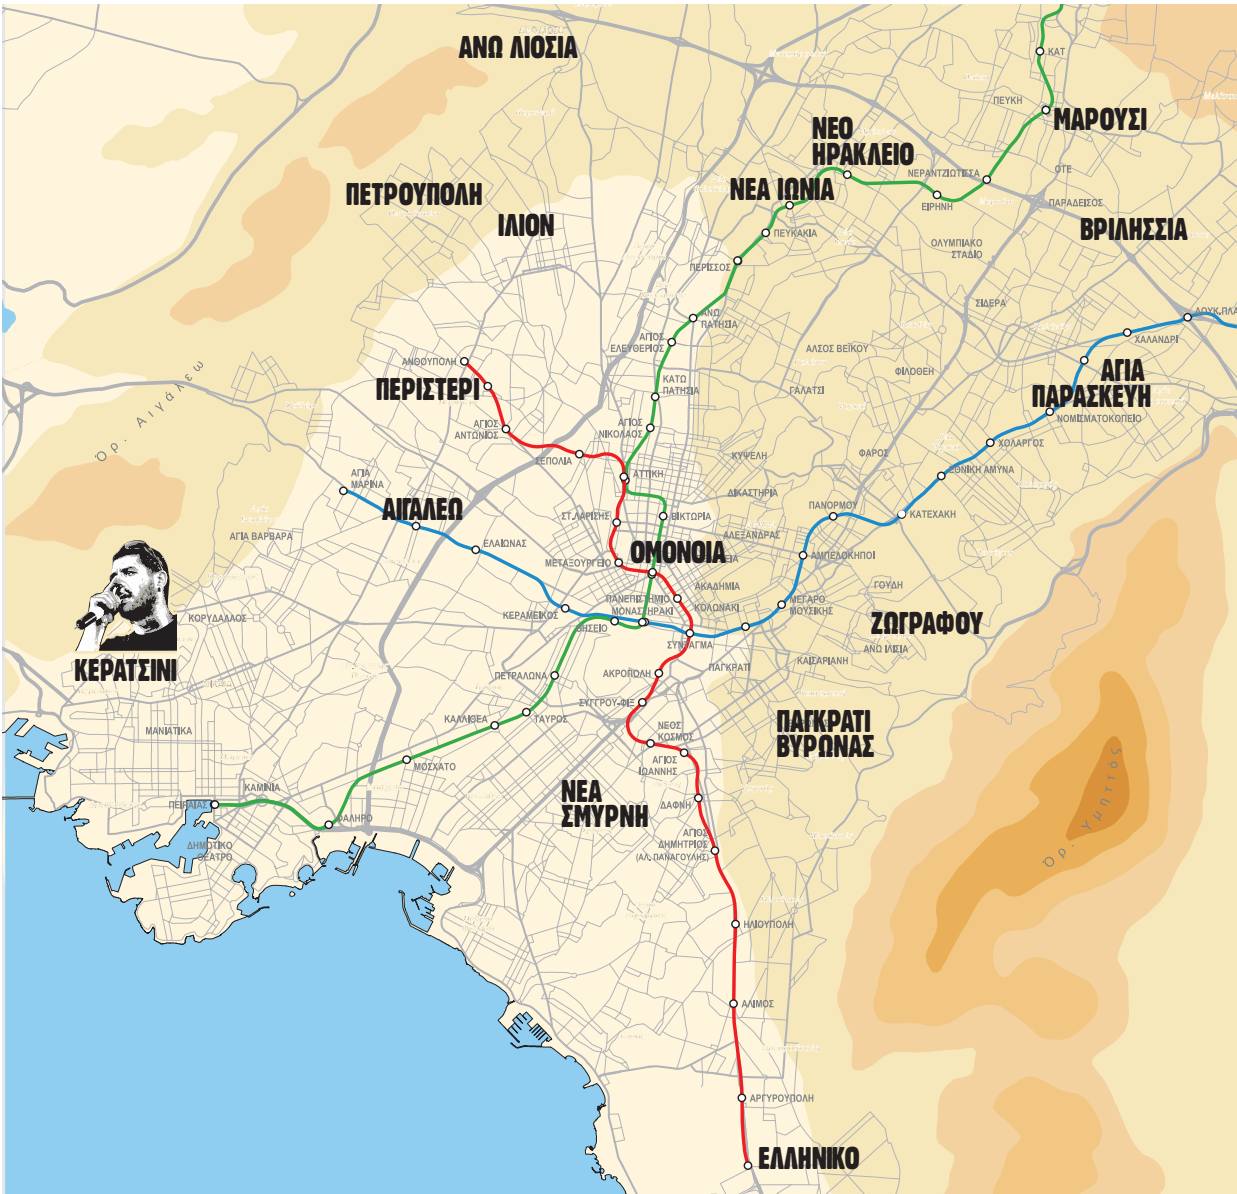 ΑΝΩ ΛΙΟΣΙΑ
ΚΑΤ
ΠΕΥΚΗ
ΜΑΡΟΥΣΙ
ΝΕΟ
ΗΡΑΚΛΕΙΟ
ΝΕΡΑΝΤΖΙΩΤΙΣΣΑ
ΟΤΕ
ΠΕΤΡΟΥΠΟΛΗ
ΝΕΑ ΙΩΝΙΑ
ΕΙΡΗΝΗ
ΠΑΡΑΔΕΙΣΟΣ
ΙΛΙΟΝ
ΠΕΥΚΑΚΙΑ
ΒΡΙΛΗΣΣΙΑ
ΟΛΥΜΠΙΑΚΟ
ΣΤΑΔΙΟ
ΠΕΡΙΣΣΟΣ
ΣΙΔΕΡΑ
ΑΝΩ
ΠΑΤΗΣΙΑ
ΔΟΥΚ.ΠΛΑ
ΑΓΙΟΣ
ΕΛΕΥΘΕΡΙΟΣ
ΧΑΛΑΝΔΡΙ
ΑΛΣΟΣ ΒΕΪΚΟΥ
ΑΝΘΟΥΠΟΛΗ
ΦΙΛΟΘΕΗ
ΑΓΙΑ
ΠΑΡΑΣΚΕΥΗ
ΠΕΡΙΣΤΕΡΙ
ΚΑΤΩ
ΠΑΤΗΣΙΑ
ΓΑΛΑΤΣΙ
Όρ. Αιγάλεω
ΝΟΜΙΣΜΑΤΟΚΟΠΕΙΟ
ΑΓΙΟΣ
ΑΝΤΩΝΙΟΣ
ΑΓΙΟΣ
ΝΙΚΟΛΑΟΣ
ΧΟΛΑΡΓΟΣ
ΣΕΠΟΛΙΑ
ΚΥΨΕΛΗ
ΦΑΡΟΣ
ΑΓΙΑ
ΜΑΡΙΝΑ
ΑΤΤΙΚΗ
ΕΘΝΙΚΗ ΑΜΥΝΑ
ΔΙΚΑΣΤΗΡΙΑ
ΑΙΓΑΛΕΩ
ΣΤ.ΛΑΡΙΣΗΣ
ΒΙΚΤΩΡΙΑ
ΠΑΝΟΡΜΟΥ
ΚΑΤΕΧΑΚΗ
ΑΓΙΑ ΒΑΡΒΑΡΑ
ΑΛΕΞΑΝΔΡΑΣ
ΕΛΑΙΩΝΑΣ
ΟΜΟΝΟΙΑ
ΑΜΠΕΛΟΚΗΠΟΙ
ΜΕΤΑΞΟΥΡΓΕΙΟ
ΑΚΑΔΗΜΙΑ
ΓΟΥΔΗ
ΠΑΝΕΠΙΣΤΗΜΙΟ
ΜΟΝΑΣΤΗΡΑΚΙ
ΚΟΛΩΝΑΚΙ
ΜΕΓΑΡΟ
ΜΟΥΣΙΚΗΣ
ΚΟΡΥΔΑΛΛΟΣ
ΚΕΡΑΜΕΙΚΟΣ
ΘΗΣΕΙΟ
ΖΩΓΡΑΦΟΥ
ΣΥΝΤΑΓΜΑ
ΑΝΩ ΙΛΙΣΙΑ
ΚΕΡΑΤΣΙΝΙ
ΠΕΤΡΑΛΩΝΑ
ΑΚΡΟΠΟΛΗ
ΠΑΓΚΡΑΤΙ
ΚΑΙΣΑΡΙΑΝΗ
ΣΥΓΓΡΟΥ-ΦΙΞ
ΜΑΝΙΑΤΙΚΑ
ΚΑΛΛΙΘΕΑ
ΤΑΥΡΟΣ
ΝΕΟΣ
ΚΟΣΜΟΣ
ΠΑΓΚΡΑΤΙ
ΒΥΡΩΝΑΣ
ΜΟΣΧΑΤΟ
ΑΓΙΟΣ
ΙΩΑΝΝΗΣ
Όρ. Υμηττός
ΚΑΜΙΝΙΑ
ΝΕΑ
ΣΜΥΡΝΗ
ΠΕΙΡΑΙΑΣ
ΦΑΛΗΡΟ
ΔΑΦΝΗ
ΔΗΜΟΤΙΚΟ
ΘΕΑΤΡΟ
ΑΓΙΟΣ
ΔΗΜΗΤΡΙΟΣ
(ΑΛ. ΠΑΝΑΓΟΥΛΗΣ)
ΗΛΙΟΥΠΟΛΗ
ΑΛΙΜΟΣ
ΑΡΓΥΡΟΥΠΟΛΗ
ΕΛΛΗΝΙΚΟ